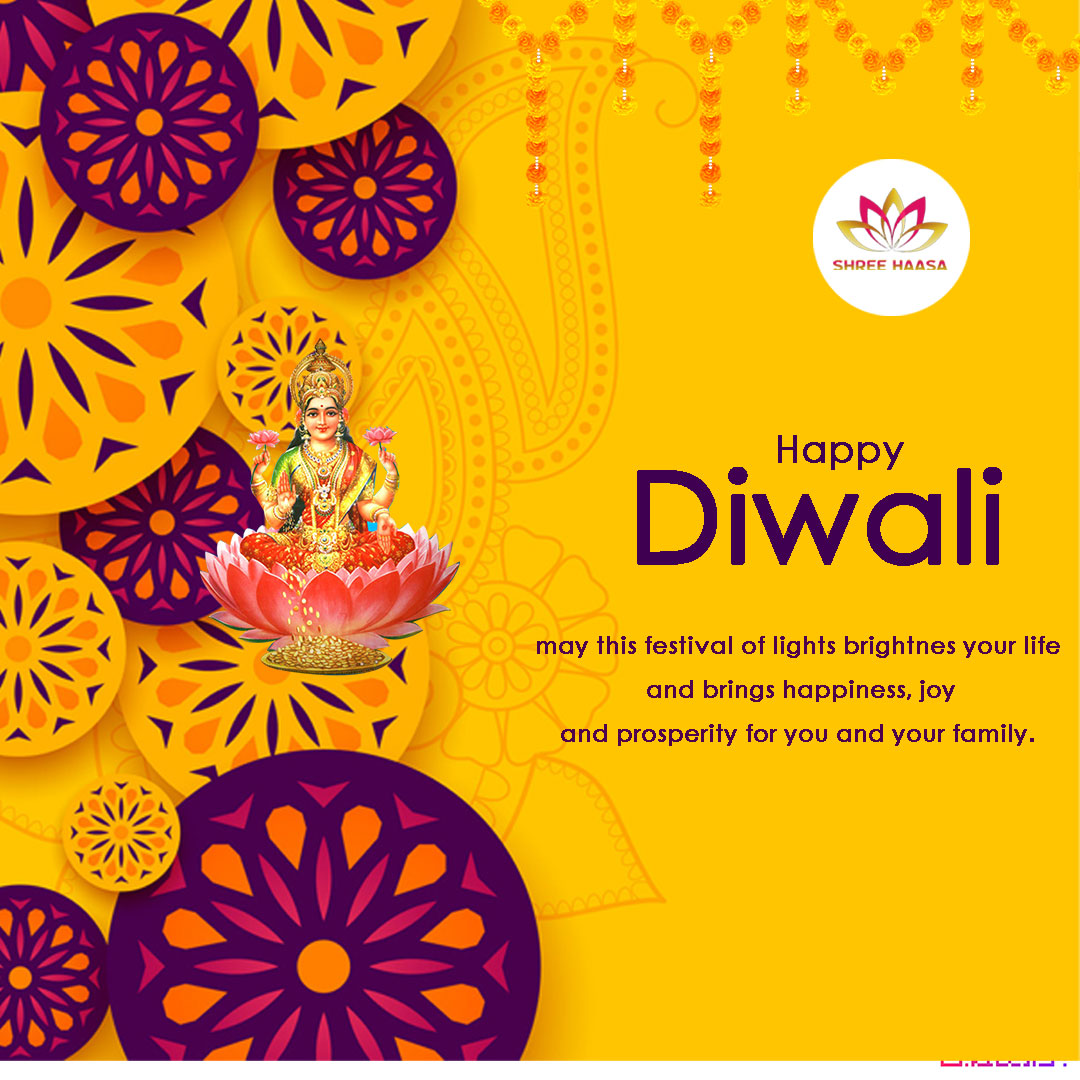 SHREE HAASA
Happy
Diwali
may this festival of lights brightnes your life
and brings happiness, joy
and prosperity for you and your family.